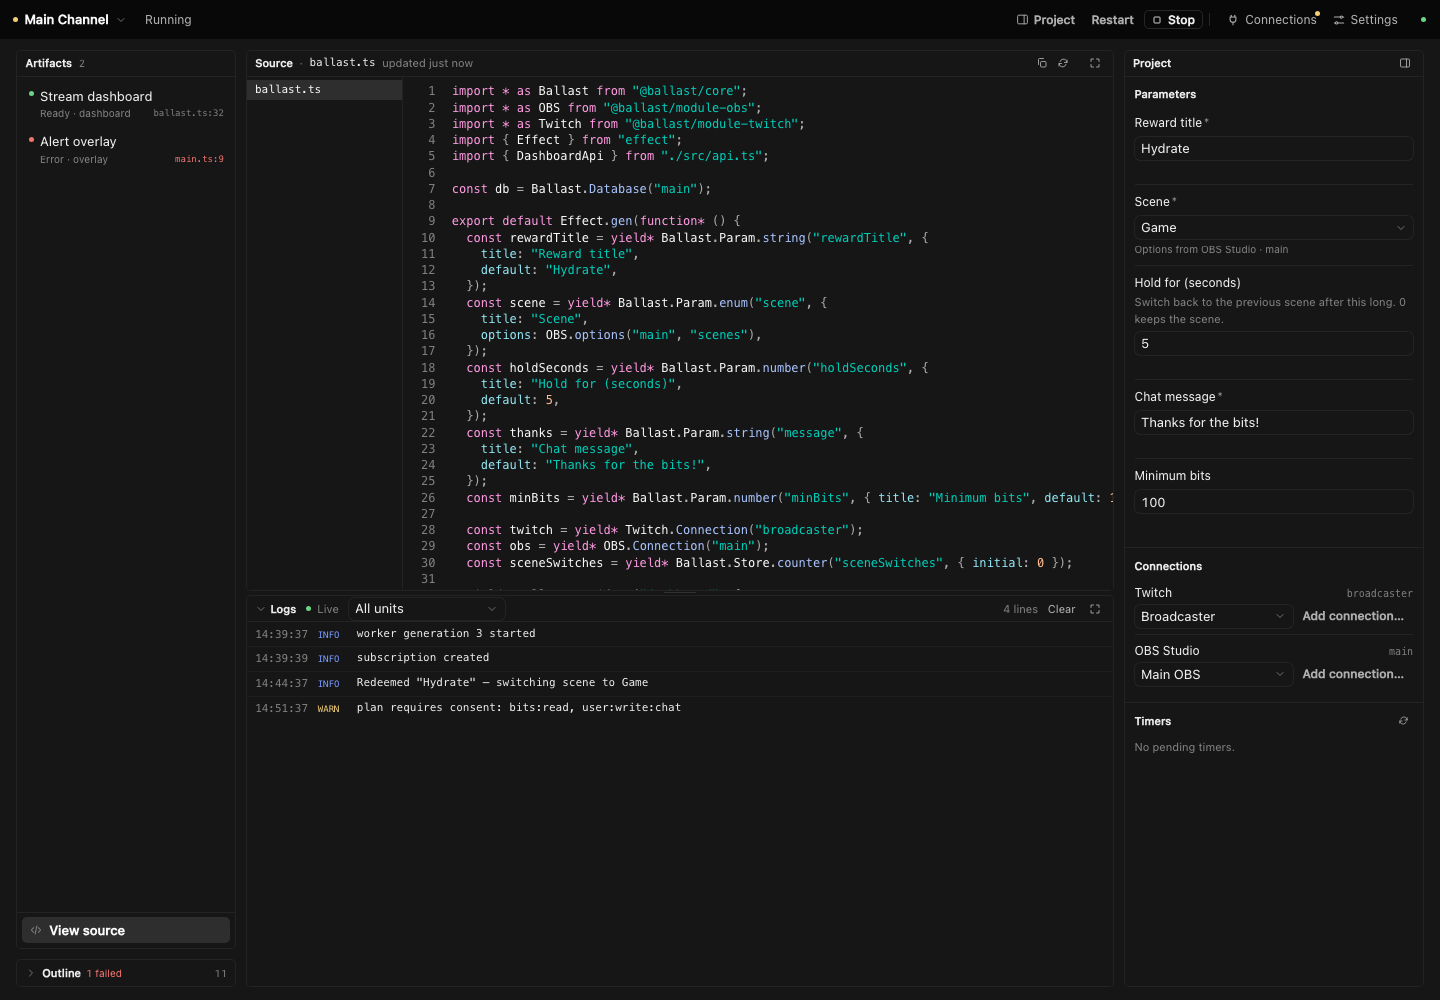 Main Channel
Running
Project
Restart
Stop
Connections
Settings
Artifacts 2
Stream dashboard
Ready · dashboard ballast.ts:32
Alert overlay
Error · overlay main.ts:9
View source
Outline 1 failed 11
Source · ballast.ts updated just now
ballast.ts
1 import * as Ballast from "@ballast/core";
2 import * as OBS from "@ballast/module-obs";
3 import * as Twitch from "@ballast/module-twitch";
4 import { Effect } from "effect";
5 import { DashboardApi } from "./src/api.ts";
6
7 const db = Ballast.Database("main");
8
9 export default Effect.gen(function* () {
10 const rewardTitle = yield* Ballast.Param.string("rewardTitle", {
11 title: "Reward title",
12 default: "Hydrate",
13 });
14 const scene = yield* Ballast.Param.enum("scene", {
15 title: "Scene",
16 options: OBS.options("main", "scenes"),
17 });
18 const holdSeconds = yield* Ballast.Param.number("holdSeconds", {
19 title: "Hold for (seconds)",
20 default: 5,
21 });
22 const thanks = yield* Ballast.Param.string("message", {
23 title: "Chat message",
24 default: "Thanks for the bits!",
25 });
26 const minBits = yield* Ballast.Param.number("minBits", { title: "Minimum bits", default: 1
27
28 const twitch = yield* Twitch.Connection("broadcaster");
29 const obs = yield* OBS.Connection("main");
30 const sceneSwitches = yield* Ballast.Store.counter("sceneSwitches", { initial: 0 });
31
Logs
Live
All units
4 lines
Clear
14:39:37 INFO worker generation 3 started
14:39:39 INFO subscription created
14:44:37 INFO Redeemed "Hydrate" — switching scene to Game
14:51:37 WARN plan requires consent: bits:read, user:write:chat
Project
Parameters
Reward title*
Hydrate
Scene*
Game
Options from OBS Studio · main
Hold for (seconds)
Switch back to the previous scene after this long. 0
keeps the scene.
5
Chat message*
Thanks for the bits!
Minimum bits
100
Connections
Twitch broadcaster
Broadcaster Add connection...
OBS Studio main
Main OBS Add connection...
Timers
No pending timers.